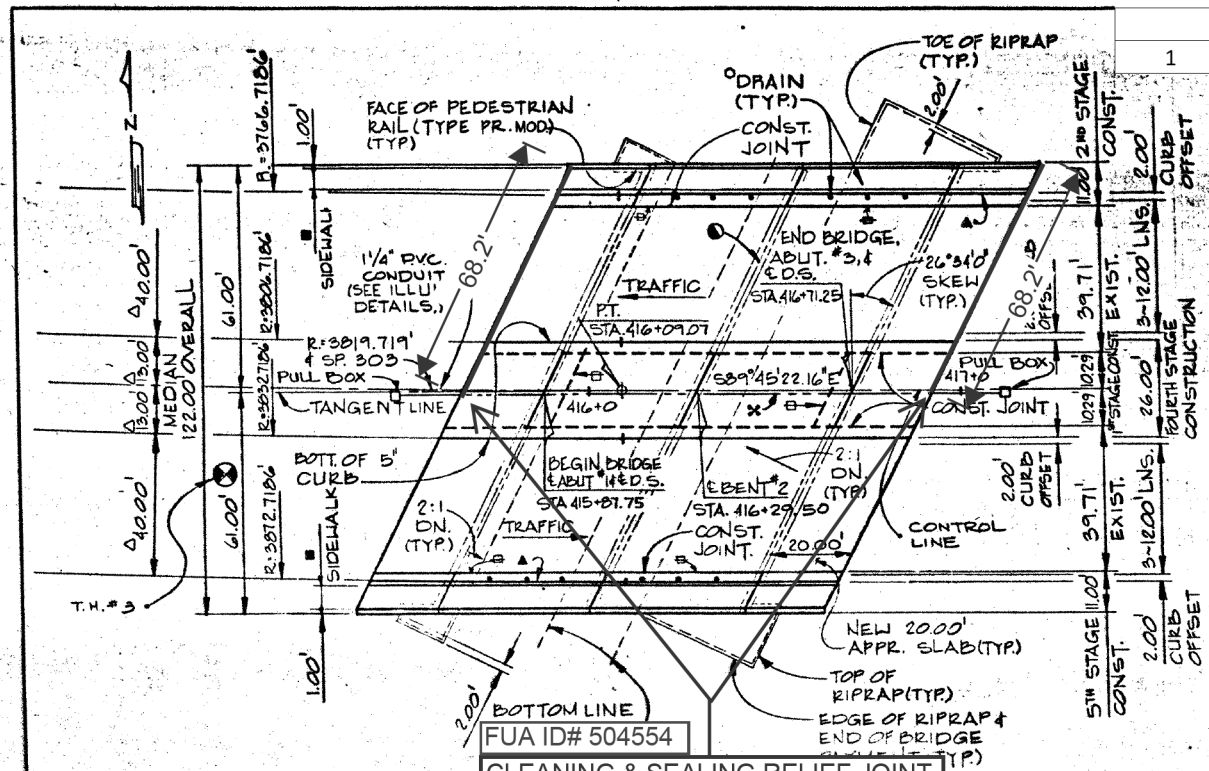 1
TOE OF RIPRAP
(TYP.)
2.00'
DRAIN
(TYP.)
FACE OF PEDESTRIAN
RAIL (TYPE PR. MOD)
(TYP)
CONST.
JOINT
R.=3766.7186'
1.00'
N
2ND STAGE
CONST.
11.00'
2.00'
CURB
OFFSET
SIDEWALK
1 1/4" PVC.
CONDUIT
(SEE ILLU'
DETAILS.)
68.2'
TRAFFIC
P.T.
STA. 416+09.07
END BRIDGE,
ABUT. #3, ¢
¢ D.S.
STA. 416+71.25
26°34'0"
SKEW
(TYP.)
68.2'
39.71'
EXIST.
3~12.00' LNS.
Δ 40.00'
122.00' OVERALL
61.00'
R=3806.7186'
R=3819.719'
¢ SP. 303
PULL BOX
TANGENT LINE
Δ 13.00'
13.00'
MEDIAN
R=3832.7186'
416+0
S89°45'22.16"E
PULL BOX
417+0
CONST. JOINT
10.29'
10.29'
1ST STAGE CONST
26.00'
FOURTH STAGE
CONSTRUCTION
BOTT. OF 5"
CURB
BEGIN BRIDGE
¢ ABUT #1 ¢ ¢ D.S.
STA 415+87.75
¢ BENT #2
STA. 416+29.50
2:1
DN.
(TYP)
2.00'
CURB
OFFSET
Δ 40.00'
61.00'
R=3872.7186'
SIDEWALK
2:1
DN.
(TYP.)
TRAFFIC
CONST.
JOINT.
20.00'
CONTROL
LINE
39.71'
EXIST.
3~12.00' LNS.
T.H. #3
1.00'
2.00'
BOTTOM LINE
NEW 20.00'
APPR. SLAB (TYP.)
TOP OF
RIPRAP (TYP.)
EDGE OF RIPRAP &
END OF BRIDGE
TYP.)
5TH STAGE
CONST.
11.00'
2.00'
CURB
OFFSET
FUA ID# 504554
CLEANING & SEALING RELIEF JOINT